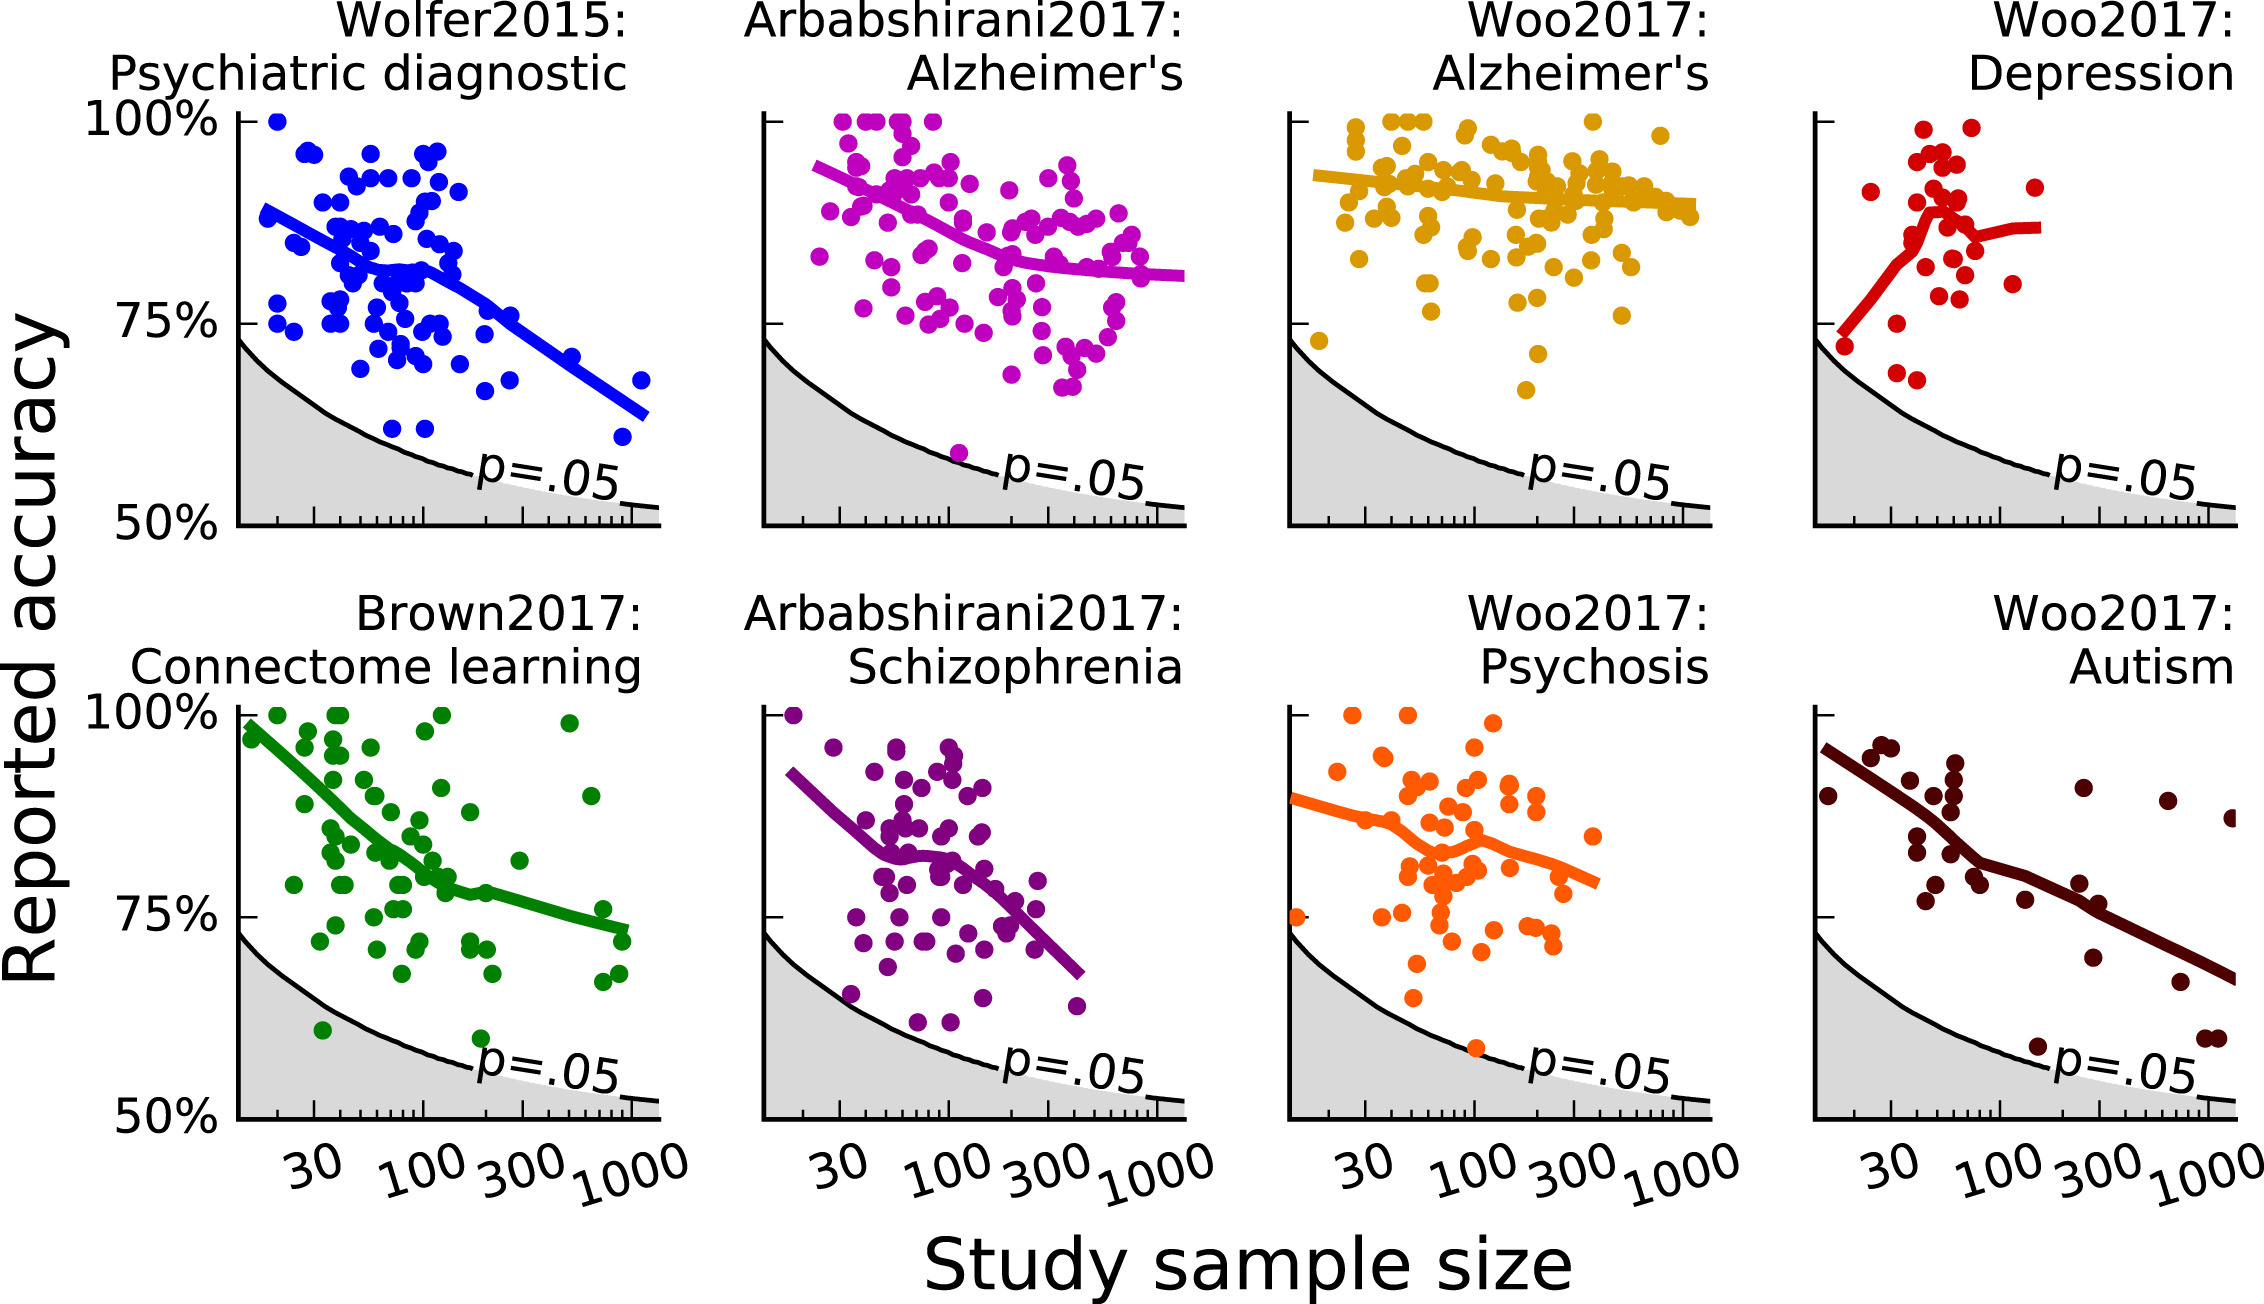 Wolfer2015:
Psychiatric diagnostic
Arbabshirani2017:
Alzheimer's
Woo2017:
Alzheimer's
Woo2017:
Depression
100%
75%
50%
p=.05
p=.05
p=.05
p=.05
Reported accuracy
Brown2017:
Connectome learning
Arbabshirani2017:
Schizophrenia
Woo2017:
Psychosis
Woo2017:
Autism
100%
75%
50%
p=.05
p=.05
p=.05
p=.05
30 100 300 1000
30 100 300 1000
30 100 300 1000
30 100 300 1000
Study sample size